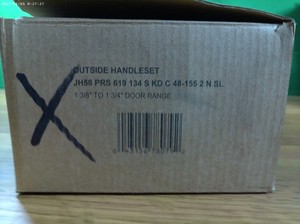 OUTSIDE HANDLESET
JH58 PRS 619 134 S KD C 48-155 2 N SL
1 3/8" TO 1 3/4" DOOR RANGE